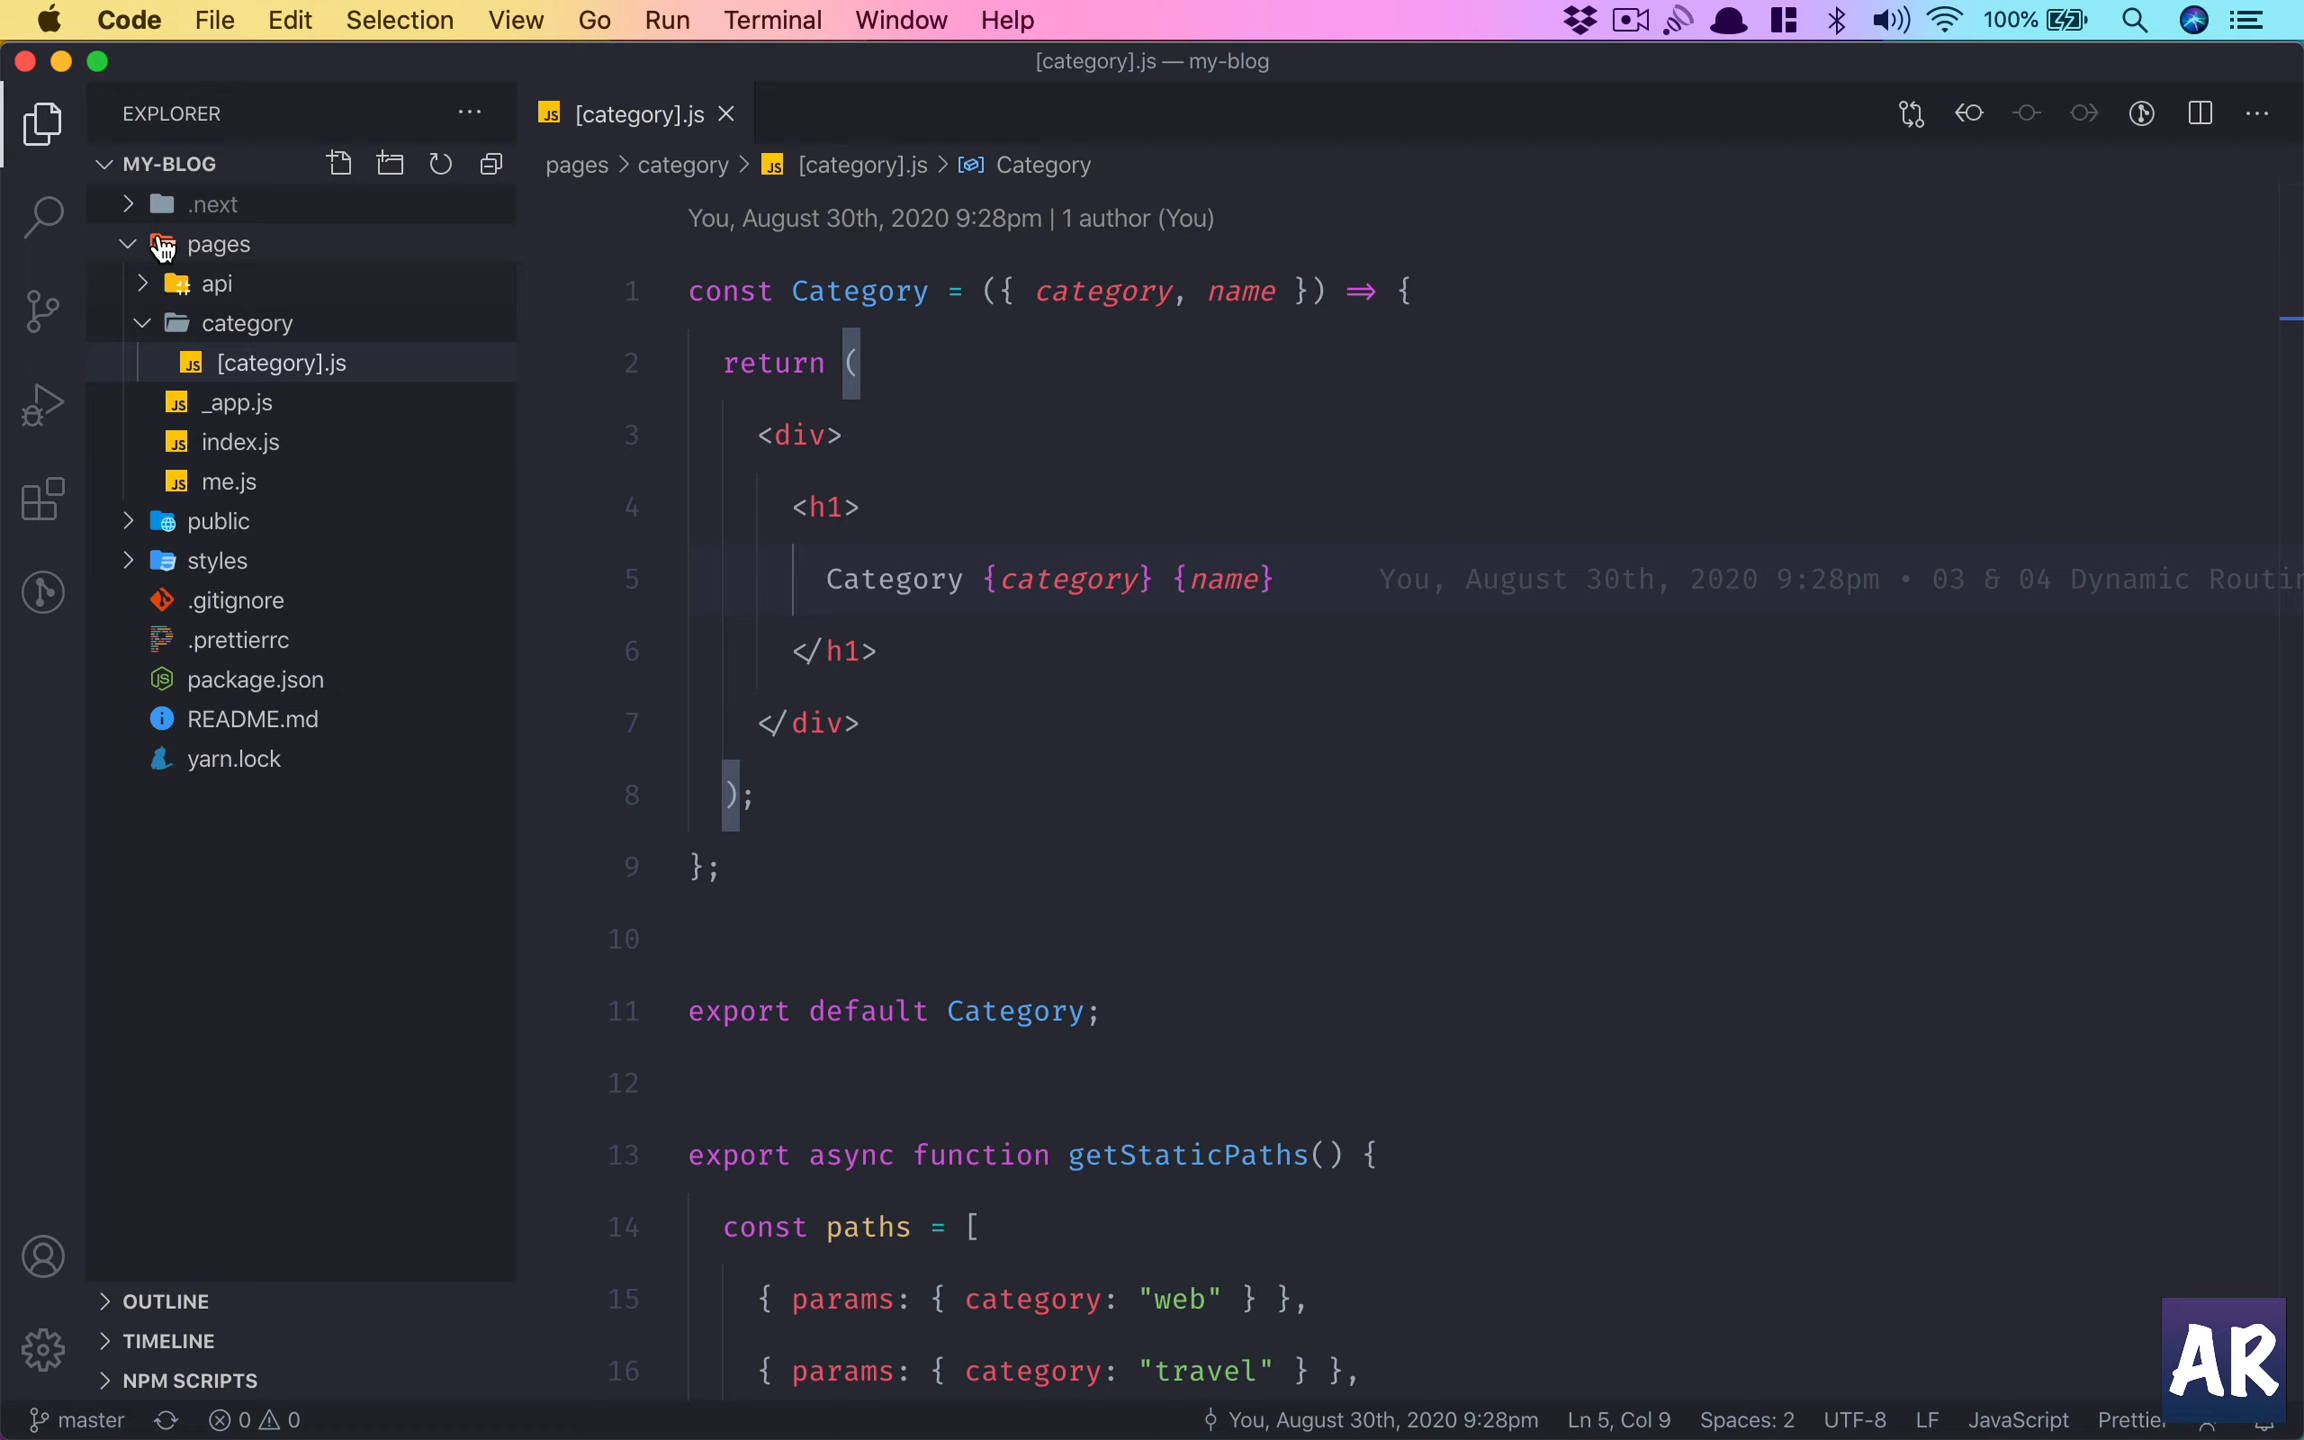 Code File Edit Selection View Go Run Terminal Window Help 100%
[category].js — my-blog
EXPLORER
MY-BLOG
.next
pages
api
category
[category].js
_app.js
index.js
me.js
public
styles
.gitignore
.prettierrc
package.json
README.md
yarn.lock
OUTLINE
TIMELINE
NPM SCRIPTS
JS [category].js
pages > category > JS [category].js > Category
You, August 30th, 2020 9:28pm | 1 author (You)
1 const Category = ({ category, name }) => {
2 return (
3 <div>
4 <h1>
5 Category {category} {name} You, August 30th, 2020 9:28pm • 03 & 04 Dynamic
6 </h1>
7 </div>
8 );
9 };
10
11 export default Category;
12
13 export async function getStaticPaths() {
14 const paths = [
15 { params: { category: "web" } },
16 { params: { category: "travel" } },
AR
master 0 0 You, August 30th, 2020 9:28pm Ln 5, Col 9 Spaces: 2 UTF-8 LF JavaScript